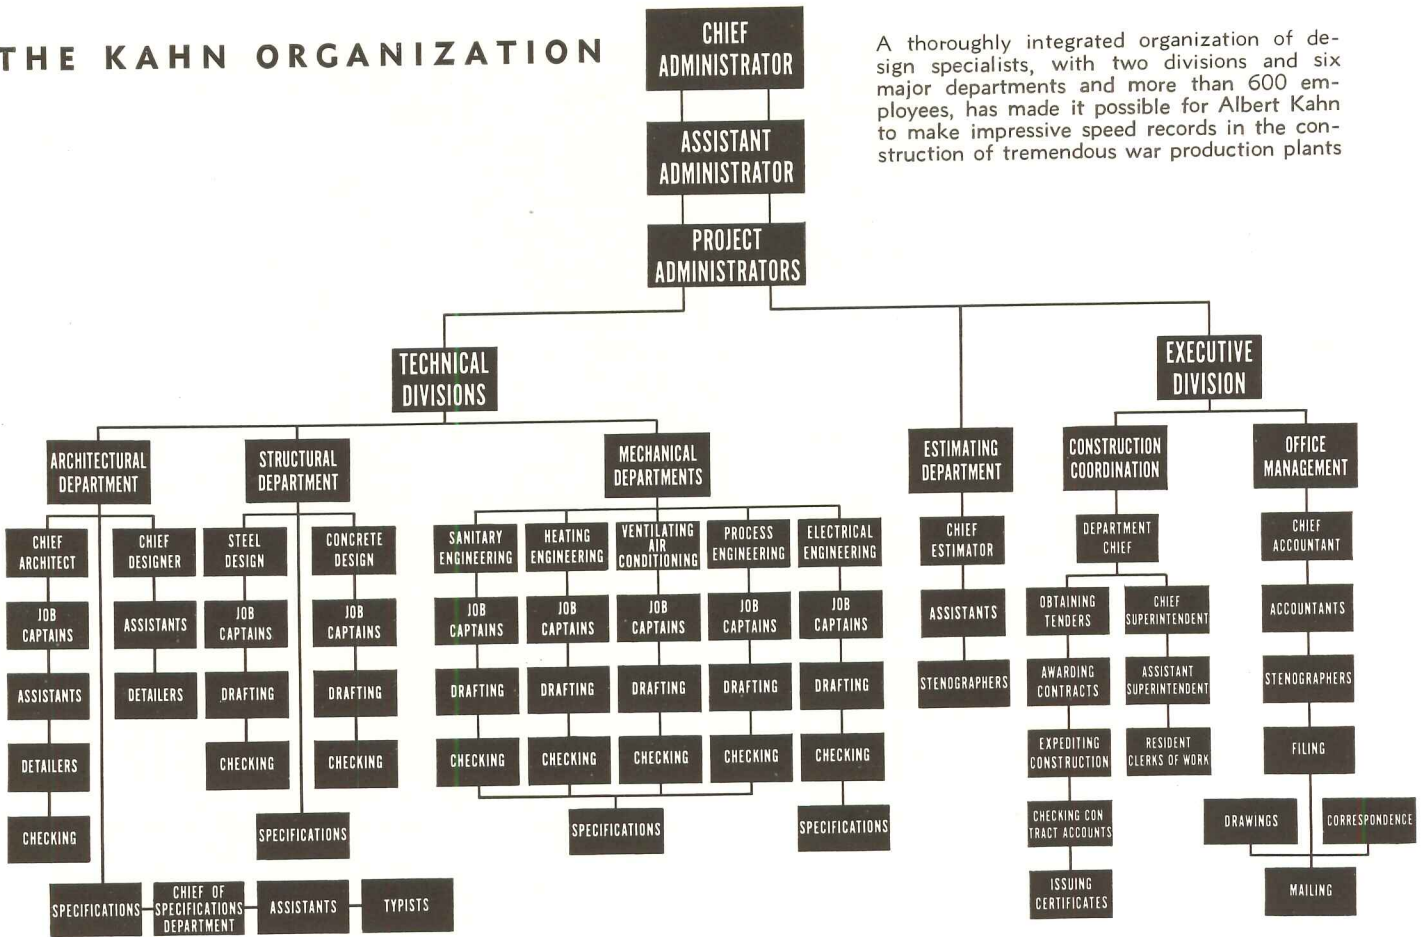 THE KAHN ORGANIZATION
A thoroughly integrated organization of de-
sign specialists, with two divisions and six
major departments and more than 600 em-
ployees, has made it possible for Albert Kahn
to make impressive speed records in the con-
struction of tremendous war production plants
CHIEF
ADMINISTRATOR
ASSISTANT
ADMINISTRATOR
PROJECT
ADMINISTRATORS
TECHNICAL
DIVISIONS
EXECUTIVE
DIVISION
ARCHITECTURAL
DEPARTMENT
STRUCTURAL
DEPARTMENT
MECHANICAL
DEPARTMENTS
ESTIMATING
DEPARTMENT
CONSTRUCTION
COORDINATION
OFFICE
MANAGEMENT
CHIEF
ARCHITECT
JOB
CAPTAINS
ASSISTANTS
DETAILERS
CHECKING
CHIEF
DESIGNER
ASSISTANTS
DETAILERS
SPECIFICATIONS
CHIEF OF
SPECIFICATIONS
DEPARTMENT
ASSISTANTS
TYPISTS
STEEL
DESIGN
JOB
CAPTAINS
DRAFTING
CHECKING
CONCRETE
DESIGN
JOB
CAPTAINS
DRAFTING
CHECKING
SPECIFICATIONS
SANITARY
ENGINEERING
JOB
CAPTAINS
DRAFTING
CHECKING
HEATING
ENGINEERING
JOB
CAPTAINS
DRAFTING
CHECKING
VENTILATING
AIR
CONDITIONING
JOB
CAPTAINS
DRAFTING
CHECKING
PROCESS
ENGINEERING
JOB
CAPTAINS
DRAFTING
CHECKING
SPECIFICATIONS
ELECTRICAL
ENGINEERING
JOB
CAPTAINS
DRAFTING
CHECKING
SPECIFICATIONS
CHIEF
ESTIMATOR
ASSISTANTS
STENOGRAPHERS
DEPARTMENT
CHIEF
OBTAINING
TENDERS
AWARDING
CONTRACTS
EXPEDITING
CONSTRUCTION
CHECKING CON
TRACT ACCOUNTS
ISSUING
CERTIFICATES
CHIEF
SUPERINTENDENT
ASSISTANT
SUPERINTENDENT
RESIDENT
CLERKS OF WORK
CHIEF
ACCOUNTANT
ACCOUNTANTS
STENOGRAPHERS
FILING
DRAWINGS
CORRESPONDENCE
MAILING